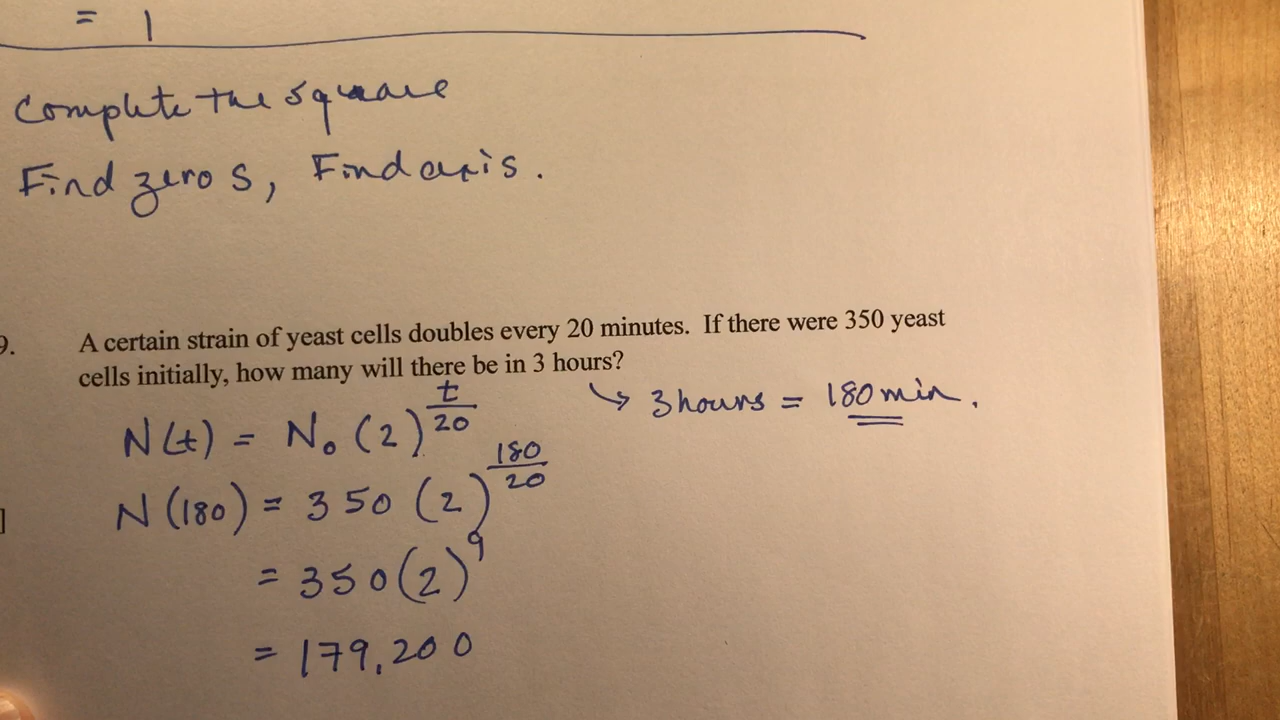 = 1
Complete the square
Find zeros, Find axis.
9. A certain strain of yeast cells doubles every 20 minutes. If there were 350 yeast
cells initially, how many will there be in 3 hours?
↳ 3 hours = 180 min.
N(t) = N₀ (2)^(t/20)
N(180) = 350 (2)^(180/20)
]
= 350(2)^9
= 179,200